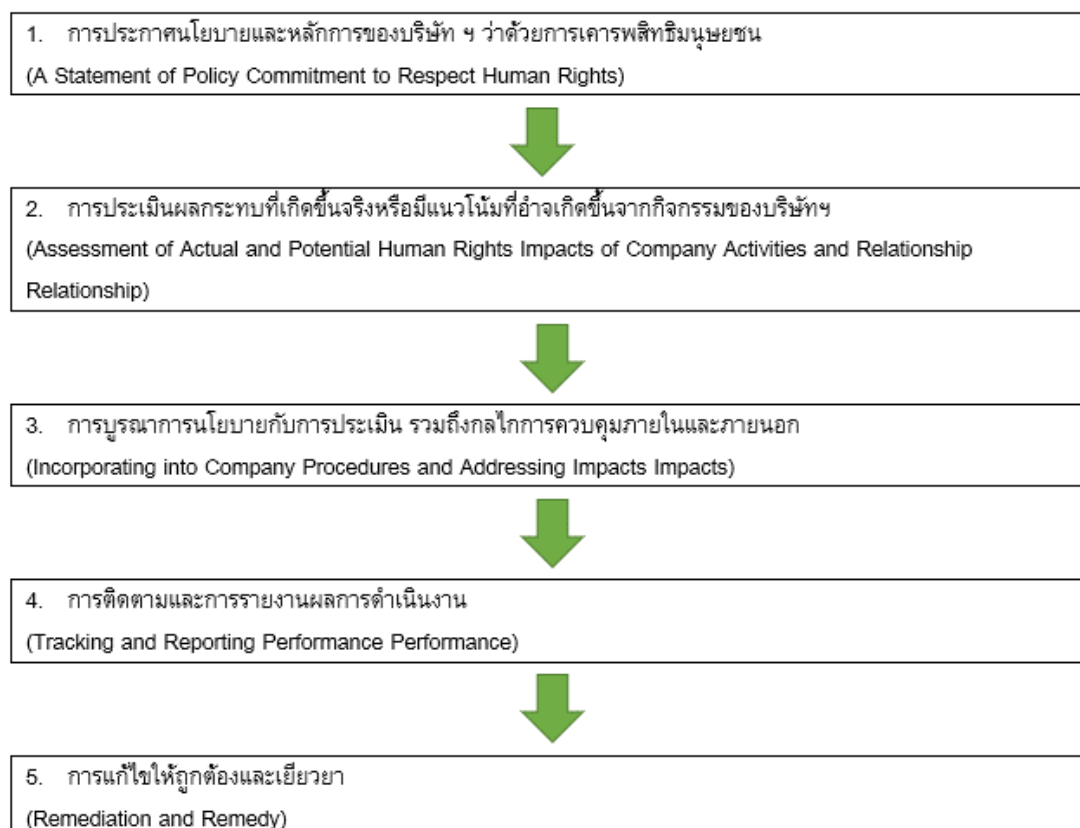 1. การประกาศนโยบายและหลักการของบริษัท ฯ ว่าด้วยการเคารพสิทธิมนุษยชน
(A Statement of Policy Commitment to Respect Human Rights)
2. การประเมินผลกระทบที่เกิดขึ้นจริงหรือมีแนวโน้มที่อำจเกิดขึ้นจากกิจกรรมของบริษัทฯ
(Assessment of Actual and Potential Human Rights Impacts of Company Activities and Relationship
Relationship)
3. การบูรณาการนโยบายกับการประเมิน รวมถึงกลไกการควบคุมภายในและภายนอก
(Incorporating into Company Procedures and Addressing Impacts Impacts)
4. การติดตามและการรายงานผลการดำเนินงาน
(Tracking and Reporting Performance Performance)
5. การแก้ไขให้ถูกต้องและเยียวยา
(Remediation and Remedy)